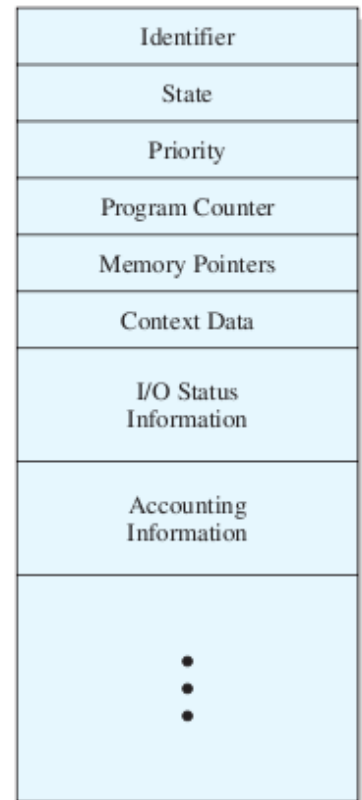 Identifier
State
Priority
Program Counter
Memory Pointers
Context Data
I/O Status
Information
Accounting
Information